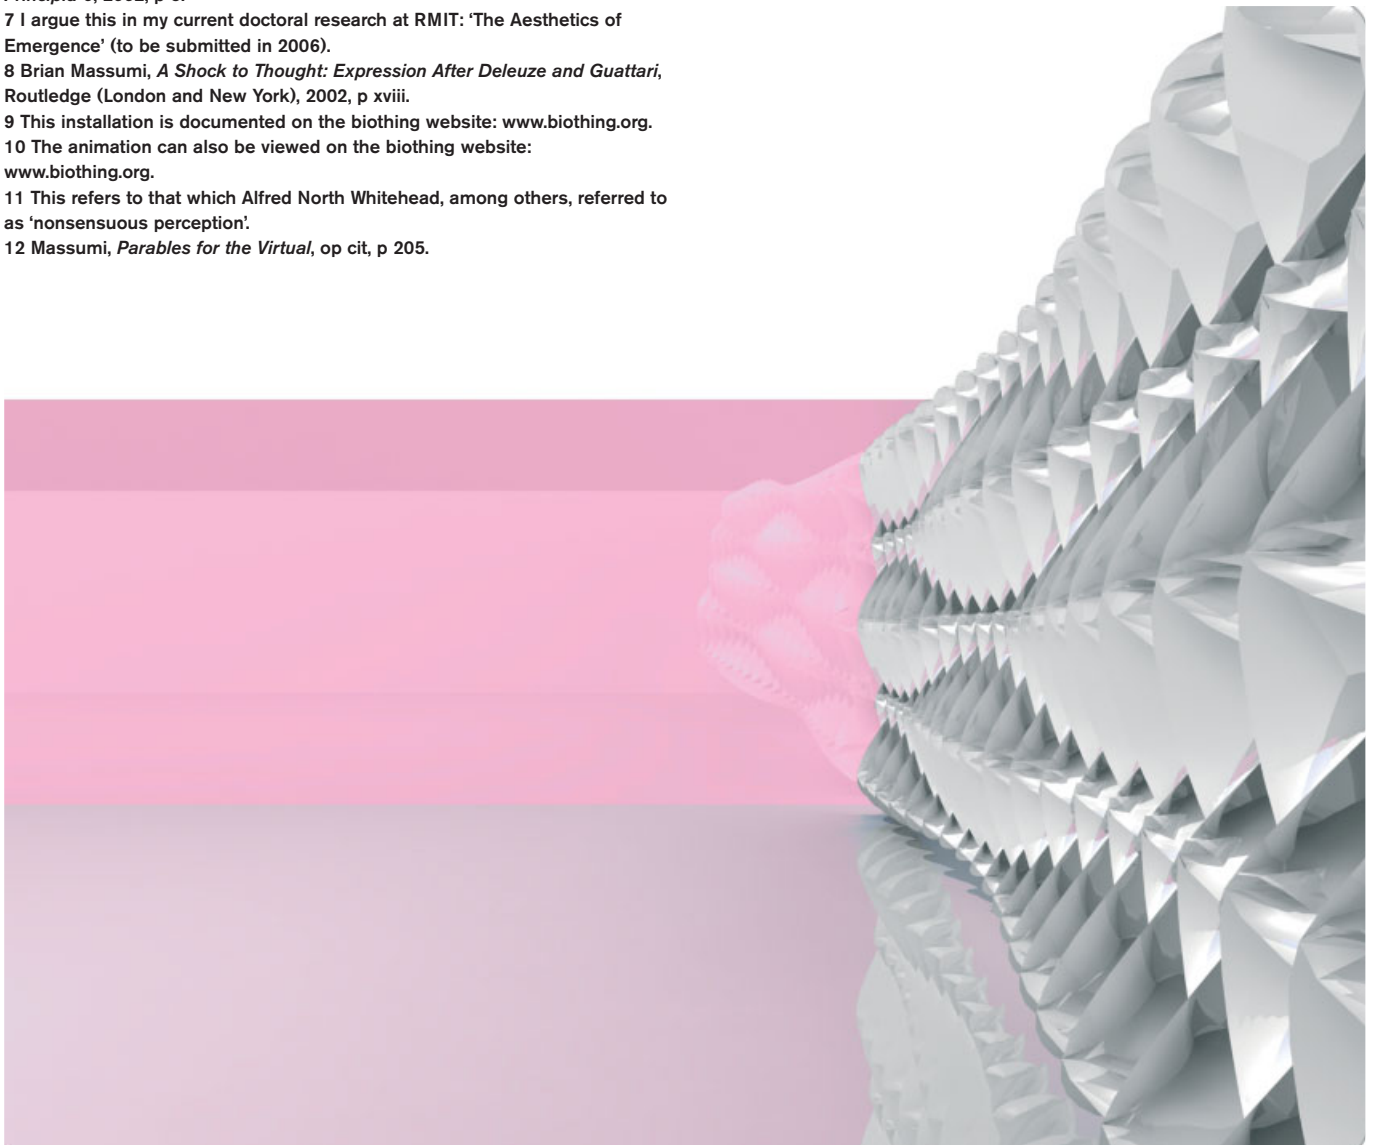 7 I argue this in my current doctoral research at RMIT: ‘The Aesthetics of
Emergence’ (to be submitted in 2006).
8 Brian Massumi, A Shock to Thought: Expression After Deleuze and Guattari,
Routledge (London and New York), 2002, p xviii.
9 This installation is documented on the biothing website: www.biothing.org.
10 The animation can also be viewed on the biothing website:
www.biothing.org.
11 This refers to that which Alfred North Whitehead, among others, referred to
as ‘nonsensuous perception’.
12 Massumi, Parables for the Virtual, op cit, p 205.